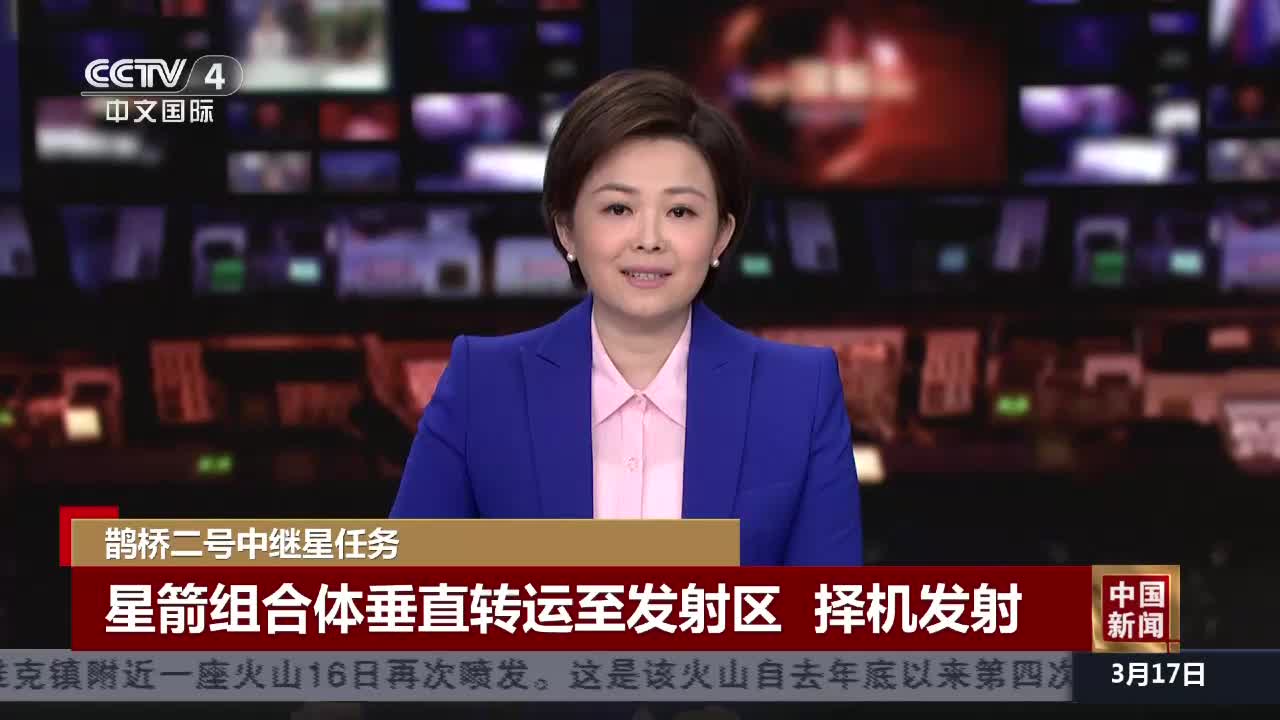 CCTV 4
中文国际
鹊桥二号中继星任务
星箭组合体垂直转运至发射区 择机发射
中国
新闻
克镇附近一座火山16日再次喷发。这是该火山自去年底以来第四次
3月17日